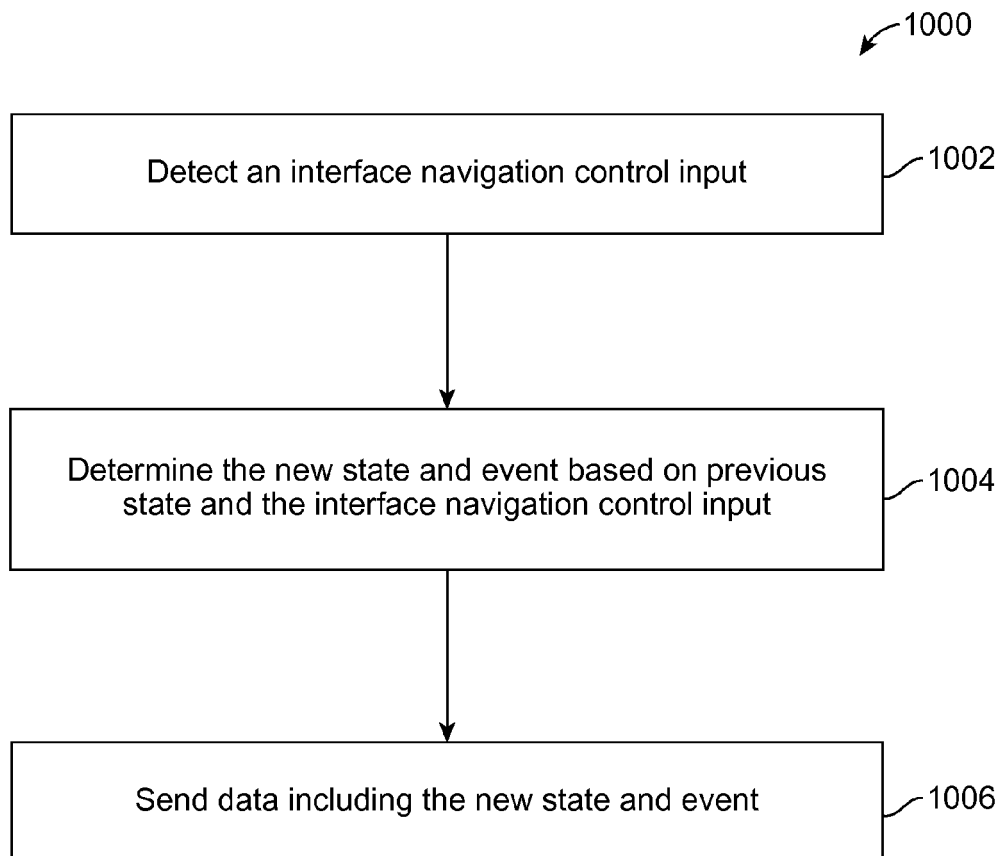 1000
Detect an interface navigation control input
1002
Determine the new state and event based on previous
state and the interface navigation control input
1004
Send data including the new state and event
1006